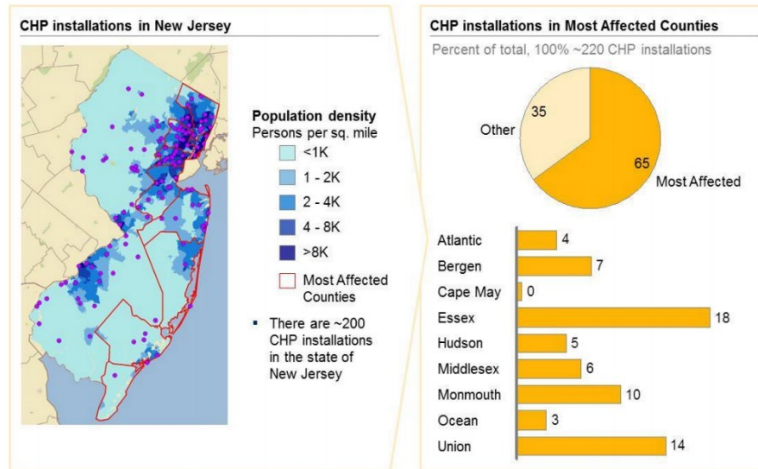 CHP installations in New Jersey
Population density
Persons per sq. mile
<1K
1 - 2K
2 - 4K
4 - 8K
>8K
Most Affected
Counties
▪ There are ~200
CHP installations
in the state of
New Jersey
CHP installations in Most Affected Counties
Percent of total, 100% ~220 CHP installations
35
Other
65
Most Affected
Atlantic 4
Bergen 7
Cape May 0
Essex 18
Hudson 5
Middlesex 6
Monmouth 10
Ocean 3
Union 14